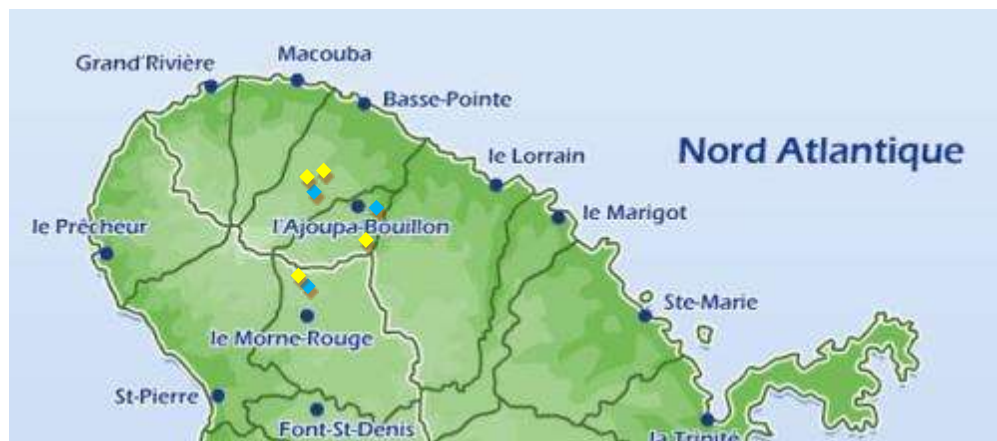 Macouba
Grand'Rivière
Basse-Pointe
Nord Atlantique
le Lorrain
le Marigot
le Prêcheur
l'Ajoupa-Bouillon
Ste-Marie
le Morne-Rouge
St-Pierre
Font-St-Denis
la Trinité